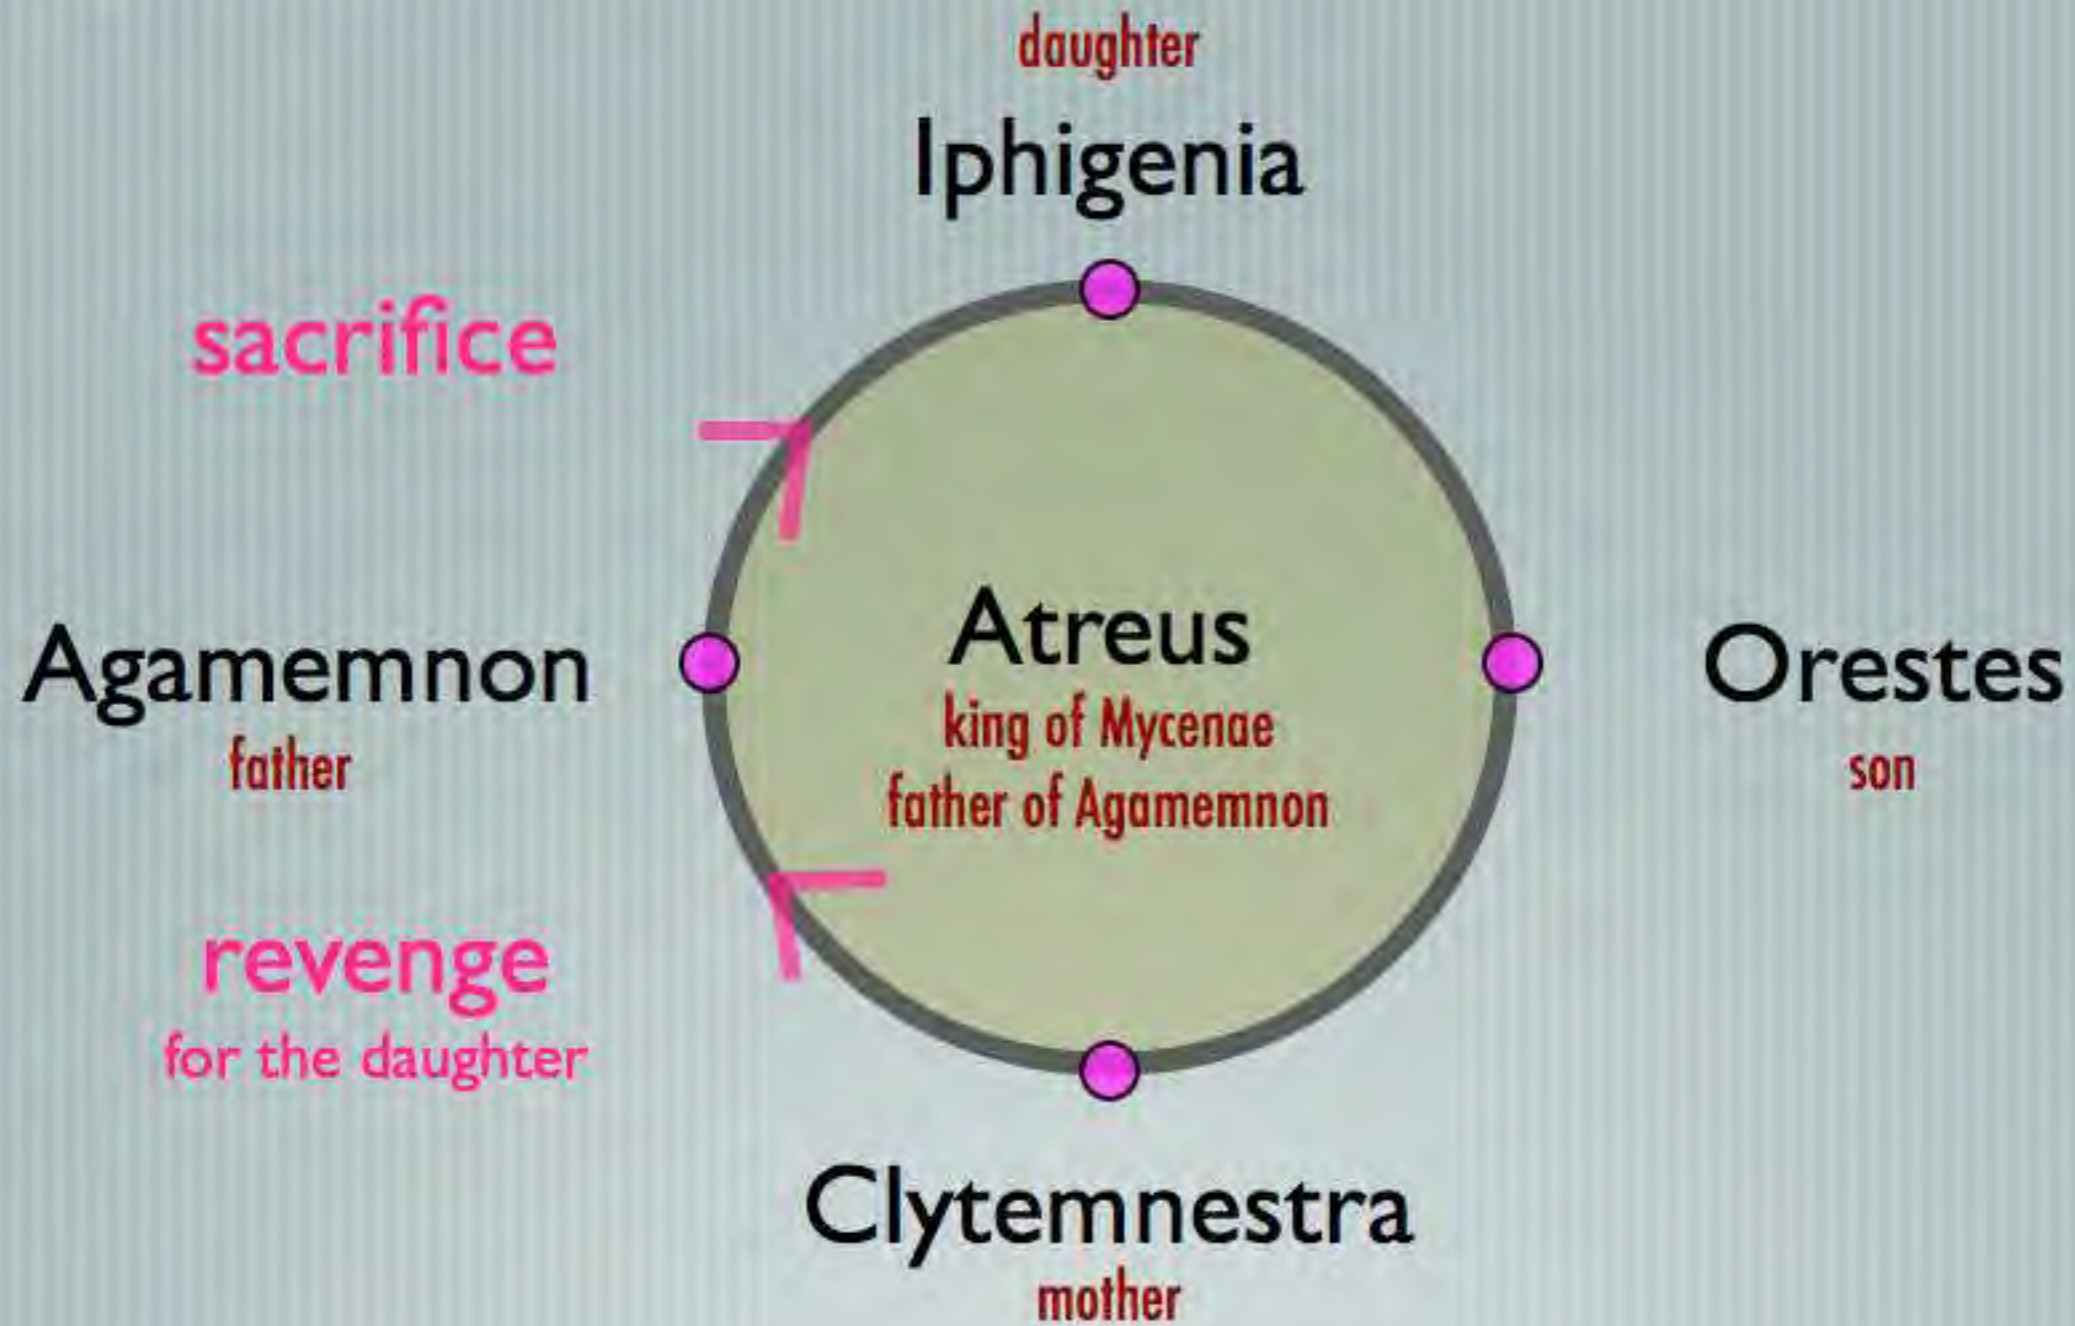 daughter
Iphigenia
sacrifice
Agamemnon
father
Atreus
king of Mycenae
father of Agamemnon
Orestes
son
revenge
for the daughter
Clytemnestra
mother